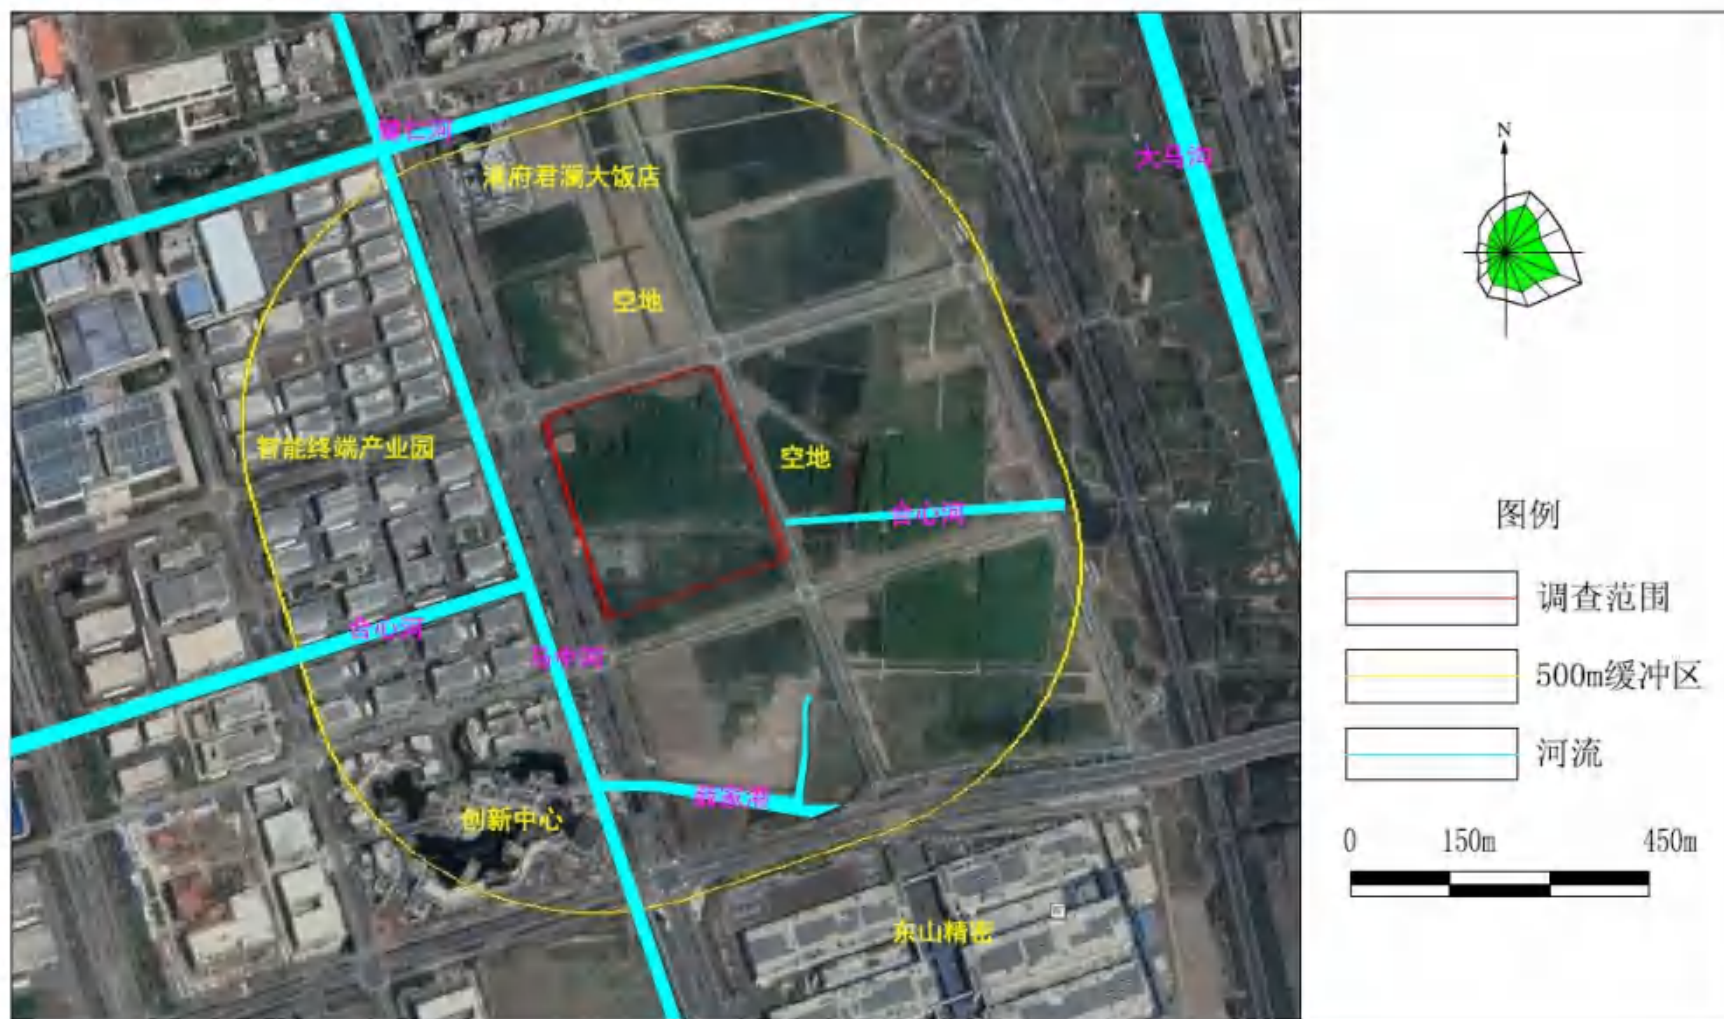 大马沟
空地
智能终端产业园
空地
合心河
合心河
创新中心
东山精密
府君澜大饭店
N
图例
调查范围
500m缓冲区
河流
0 150m 450m